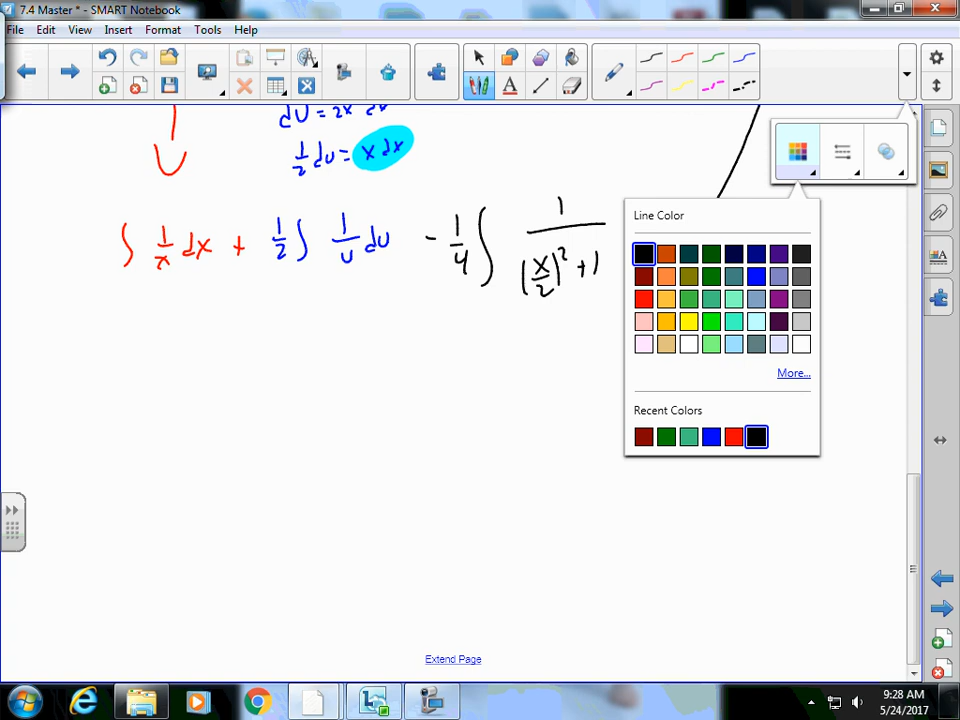 7.4 Master * - SMART Notebook
File Edit View Insert Format Tools Help
du = 2x dx
1/2 du = x dx
∫ 1/x dx + 1/2 ∫ 1/u du - 1/4 ∫ 1/((x/2)² + 1)
Line Color
More...
Recent Colors
Extend Page
9:28 AM
5/24/2017